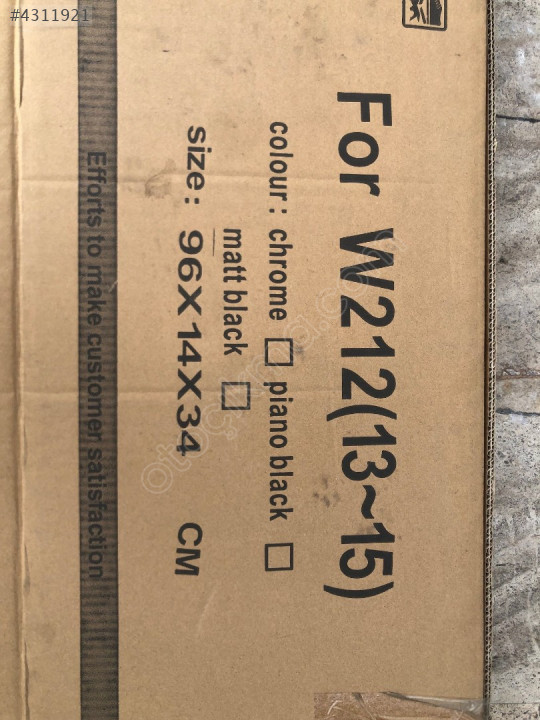 #4311921
For W212(13~15)
colour: chrome □ piano black □
matt black □
size: 96X14X34 CM
Efforts to make customer satisfaction